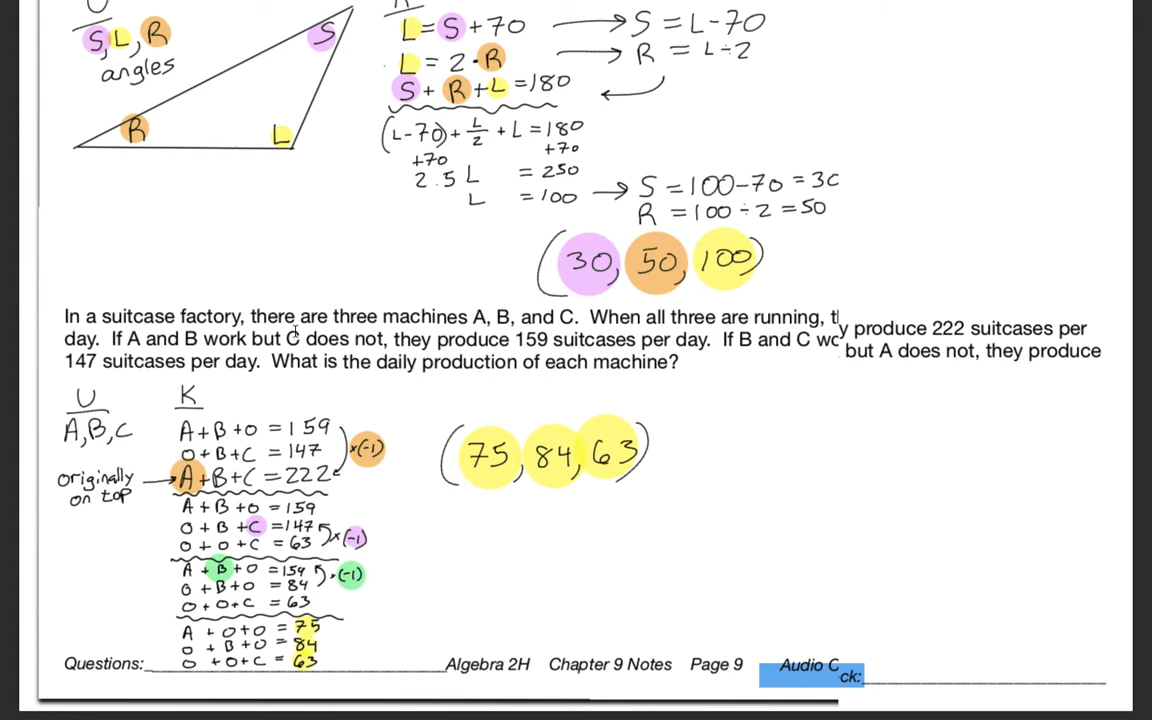 U
S, L, R
angles
S
R
L
L = S + 70 → S = L - 70
L = 2 · R → R = L ÷ 2
S + R + L = 180
(L - 70) + L/2 + L = 180
+70 +70
2.5 L = 250
L = 100 → S = 100 - 70 = 30
R = 100 ÷ 2 = 50
(30, 50, 100)
In a suitcase factory, there are three machines A, B, and C. When all three are running, t
y produce 222 suitcases per
day. If A and B work but C does not, they produce 159 suitcases per day. If B and C wo
but A does not, they produce
147 suitcases per day. What is the daily production of each machine?
U K
A, B, C
A + B + 0 = 159
0 + B + C = 147 ×(-1)
originally on top → A + B + C = 222
A + B + 0 = 159
0 + B + C = 147 ×(-1)
0 + 0 + C = 63
A + B + 0 = 159 ·(-1)
0 + B + 0 = 84
0 + 0 + C = 63
A + 0 + 0 = 75
0 + B + 0 = 84
0 + 0 + C = 63
(75, 84, 63)
Questions: Algebra 2H Chapter 9 Notes Page 9 Audio C
ck: